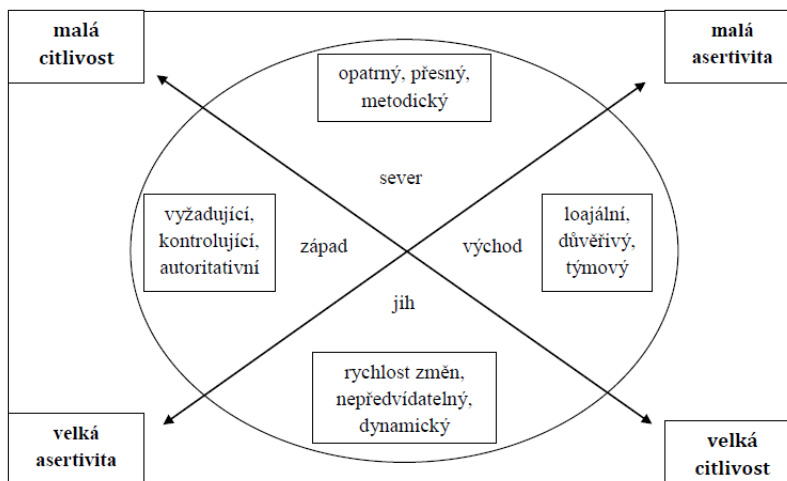 malá
citlivost
malá
asertivita
opatrný, přesný,
metodický
sever
vyžadující,
kontrolující,
autoritativní
západ
východ
loajální,
důvěřivý,
týmový
jih
rychlost změn,
nepředvídatelný,
dynamický
velká
asertivita
velká
citlivost